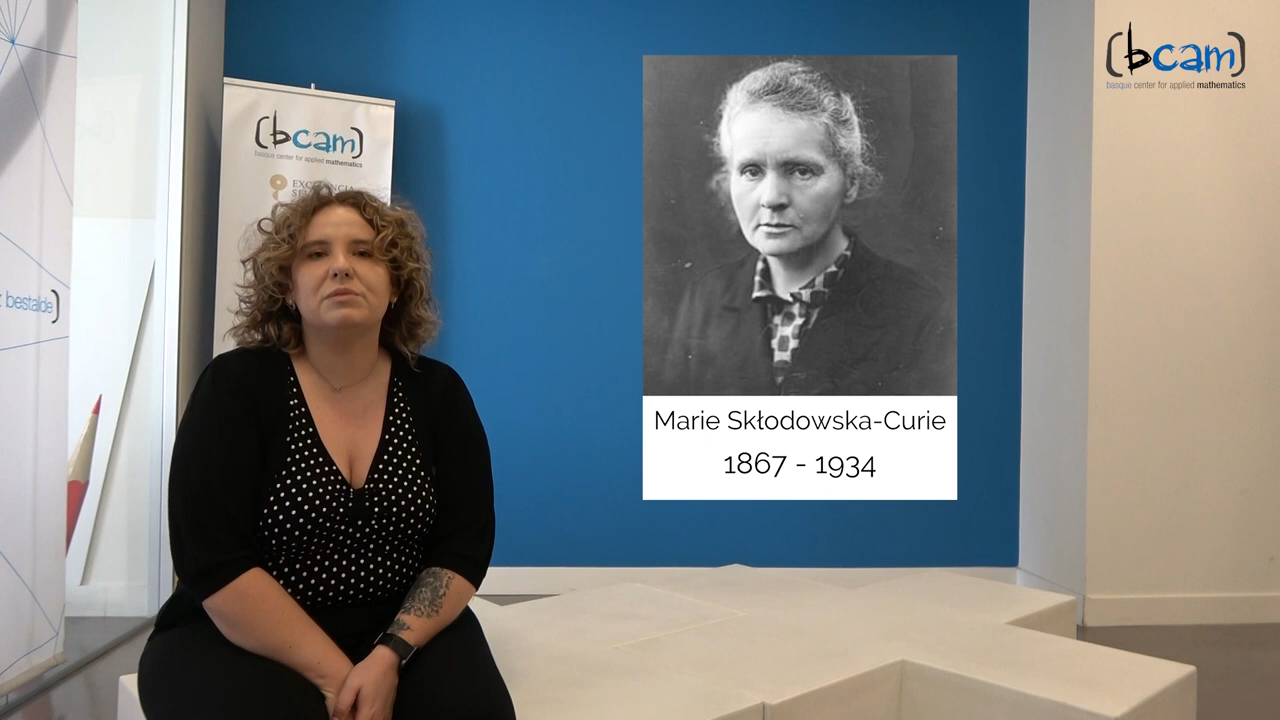 (bcam)
basque center for applied mathematics
(bcam)
basque center for applied mathematics
bestalde)
Marie Skłodowska-Curie
1867 - 1934